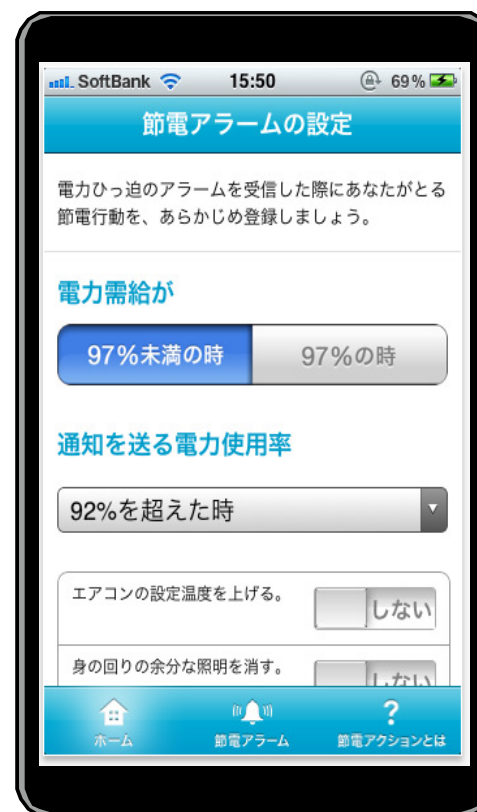 SoftBank 15:50 69%
節電アラームの設定
電力ひっ迫のアラームを受信した際にあなたがとる
節電行動を、あらかじめ登録しましょう。
電力需給が
97%未満の時 97%の時
通知を送る電力使用率
92%を超えた時
エアコンの設定温度を上げる。 しない
身の回りの余分な照明を消す。 しない
ホーム 節電アラーム ? 節電アクションとは